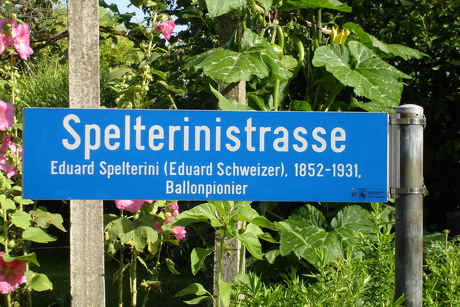 Spelterinistrasse
Eduard Spelterini (Eduard Schweizer), 1852-1931,
Ballonpionier